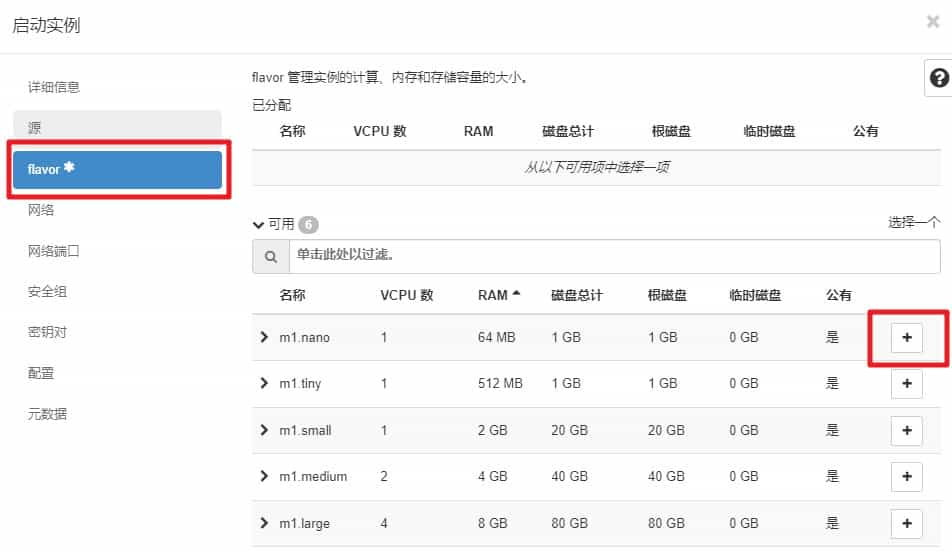 启动实例
×
详细信息
源
flavor *
网络
网络端口
安全组
密钥对
配置
元数据
flavor 管理实例的计算、内存和存储容量的大小。
?
已分配
名称 VCPU 数 RAM 磁盘总计 根磁盘 临时磁盘 公有
从以下可用项中选择一项
可用 6 选择一个
单击此处以过滤。
名称 VCPU 数 RAM 磁盘总计 根磁盘 临时磁盘 公有
m1.nano 1 64 MB 1 GB 1 GB 0 GB 是 +
m1.tiny 1 512 MB 1 GB 1 GB 0 GB 是 +
m1.small 1 2 GB 20 GB 20 GB 0 GB 是 +
m1.medium 2 4 GB 40 GB 40 GB 0 GB 是 +
m1.large 4 8 GB 80 GB 80 GB 0 GB 是 +